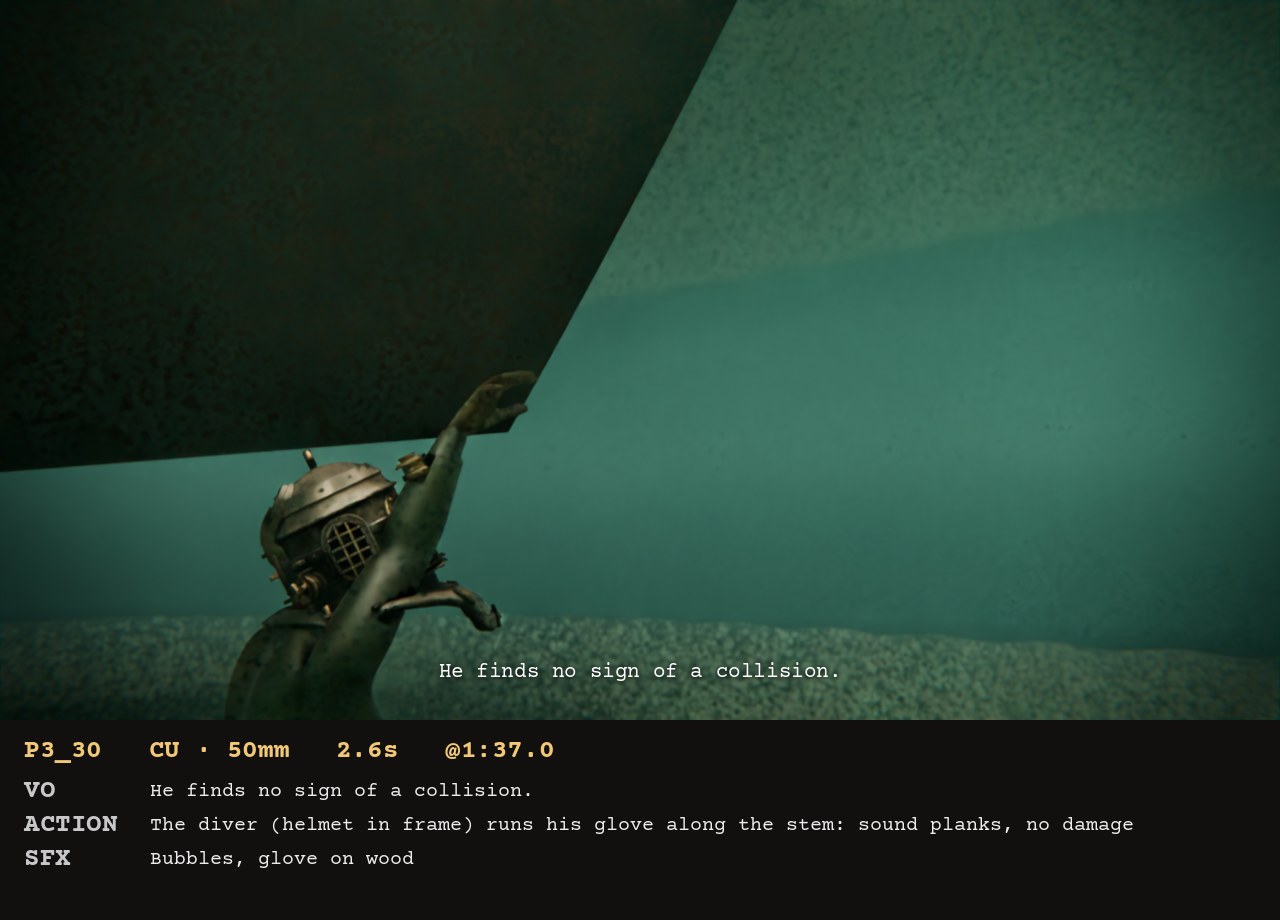 He finds no sign of a collision.
P3_30 CU · 50mm 2.6s @1:37.0
VO He finds no sign of a collision.
ACTION The diver (helmet in frame) runs his glove along the stem: sound planks, no damage
SFX Bubbles, glove on wood